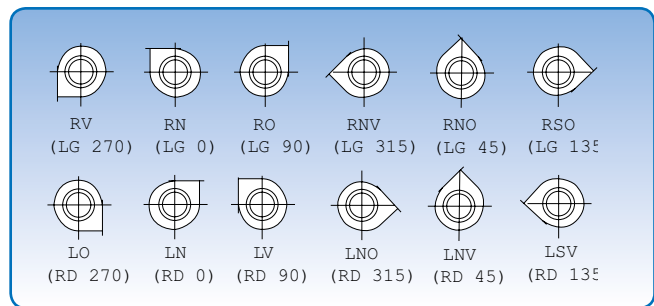 RV RN RO RNV RNO RSO
(LG 270) (LG 0) (LG 90) (LG 315) (LG 45) (LG 135
LO LN LV LNO LNV LSV
(RD 270) (RD 0) (RD 90) (RD 315) (RD 45) (RD 135